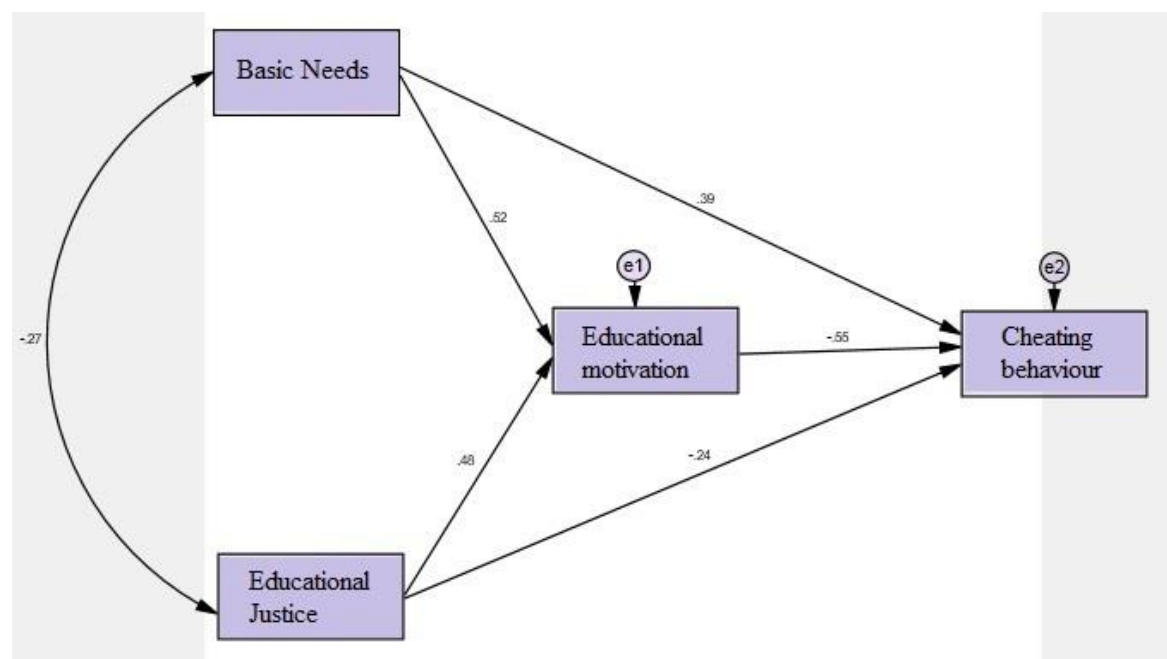 Basic Needs
.39
.52
e1
e2
-.27
Educational
motivation
-.55
Cheating
behaviour
.48
-.24
Educational
Justice